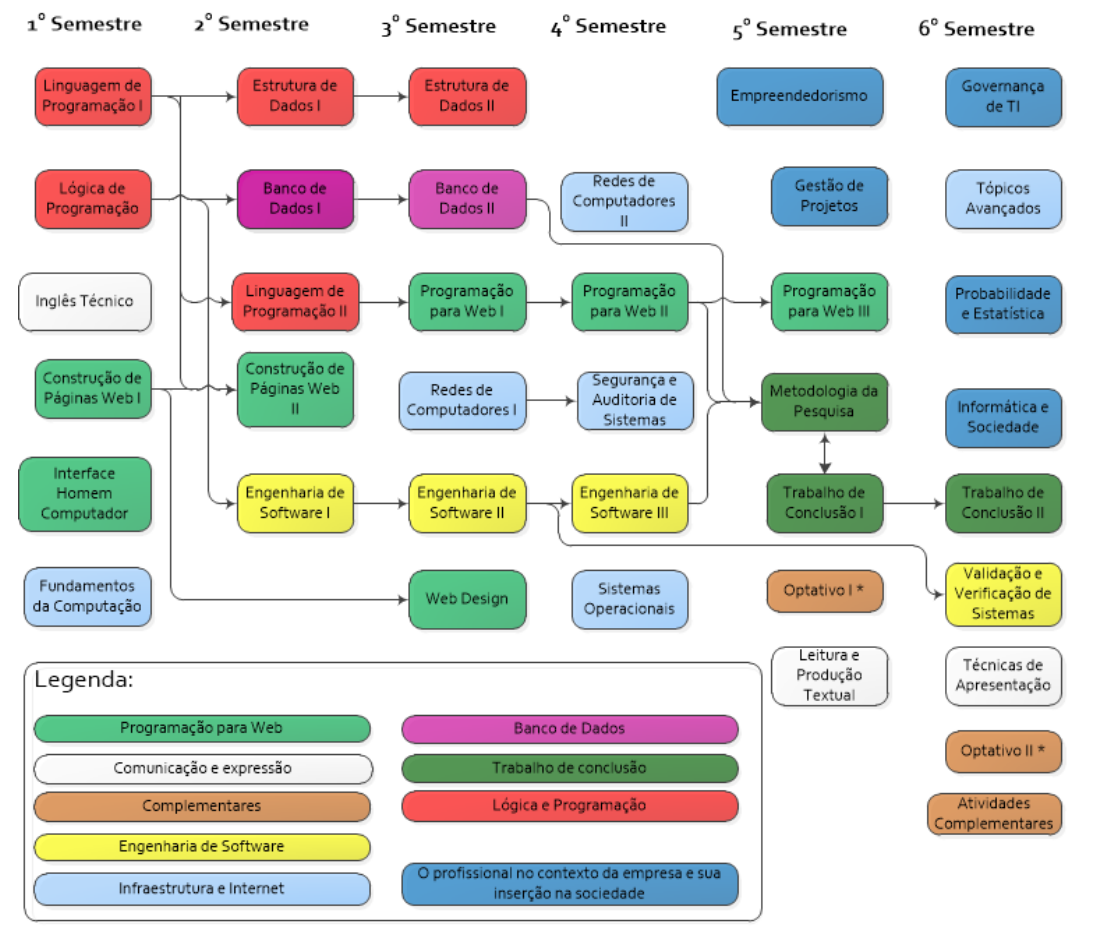 1º Semestre
2º Semestre
3º Semestre
4º Semestre
5º Semestre
6º Semestre
Linguagem de
Programação I
Estrutura de
Dados I
Estrutura de
Dados II
Empreendedorismo
Governança
de TI
Lógica de
Programação
Banco de
Dados I
Banco de
Dados II
Redes de
Computadores
II
Gestão de
Projetos
Tópicos
Avançados
Inglês Técnico
Linguagem de
Programação II
Programação
para Web I
Programação
para Web II
Programação
para Web III
Probabilidade
e Estatística
Construção de
Páginas Web I
Construção de
Páginas Web
II
Redes de
Computadores I
Segurança e
Auditoria de
Sistemas
Metodologia da
Pesquisa
Informática e
Sociedade
Interface
Homem
Computador
Engenharia de
Software I
Engenharia de
Software II
Engenharia de
Software III
Trabalho de
Conclusão I
Trabalho de
Conclusão II
Fundamentos
da Computação
Web Design
Sistemas
Operacionais
Optativo I *
Validação e
Verificação de
Sistemas
Leitura e
Produção
Textual
Técnicas de
Apresentação
Optativo II *
Atividades
Complementares
Legenda:
Programação para Web
Banco de Dados
Comunicação e expressão
Trabalho de conclusão
Complementares
Lógica e Programação
Engenharia de Software
Infraestrutura e Internet
O profissional no contexto da empresa e sua
inserção na sociedade